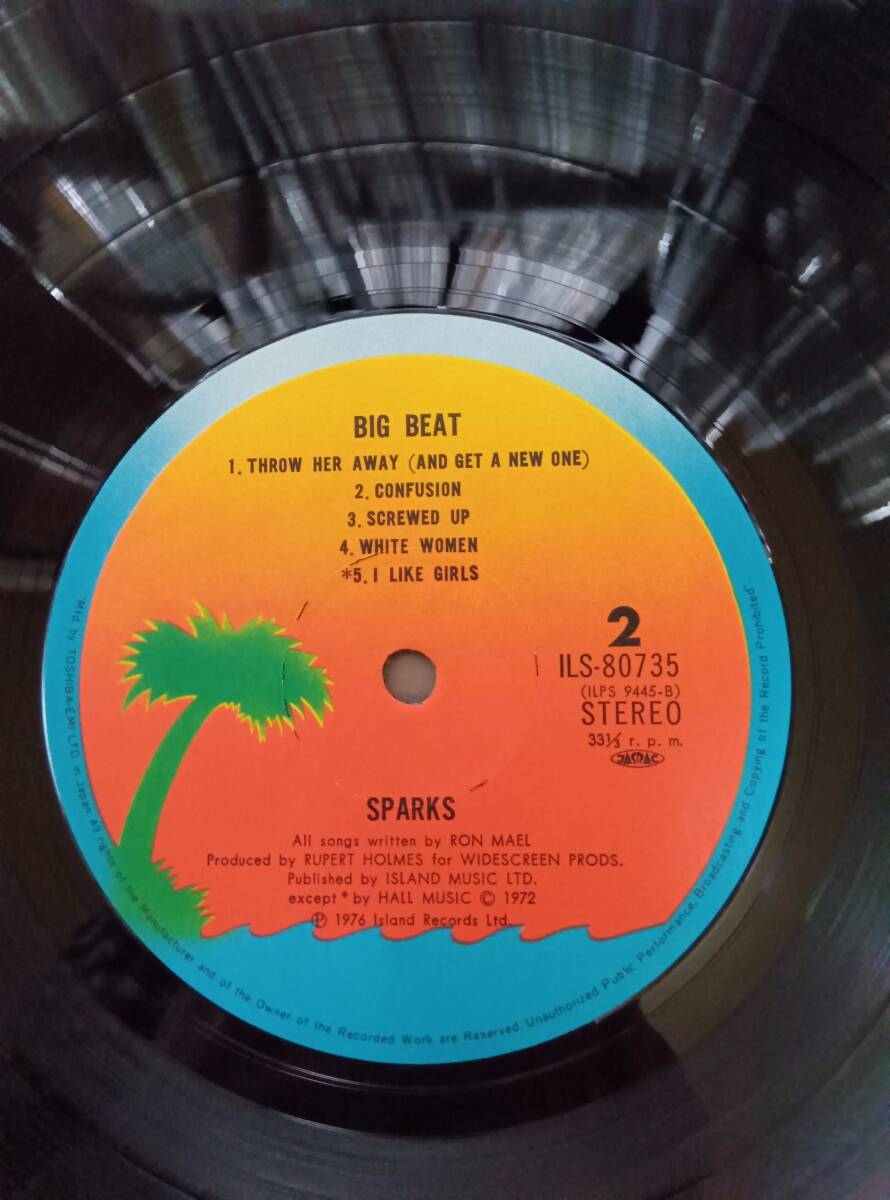 BIG BEAT
1. THROW HER AWAY (AND GET A NEW ONE)
2. CONFUSION
3. SCREWED UP
4. WHITE WOMEN
*5. I LIKE GIRLS
2
ILS-80735
(ILPS 9445-B)
STEREO
33⅓ r. p. m.
JASRAC
SPARKS
All songs written by RON MAEL
Produced by RUPERT HOLMES for WIDESCREEN PRODS.
Published by ISLAND MUSIC LTD.
except * by HALL MUSIC © 1972
℗ 1976 Island Records Ltd.
"Mfd. by TOSHIBA-EMI LTD. in Japan. All rights of the Manufacturer and of the Owner of the Recorded Work are Reserved. Unauthorized Public Performance, Broadcasting and Copying of the Record Prohibited"